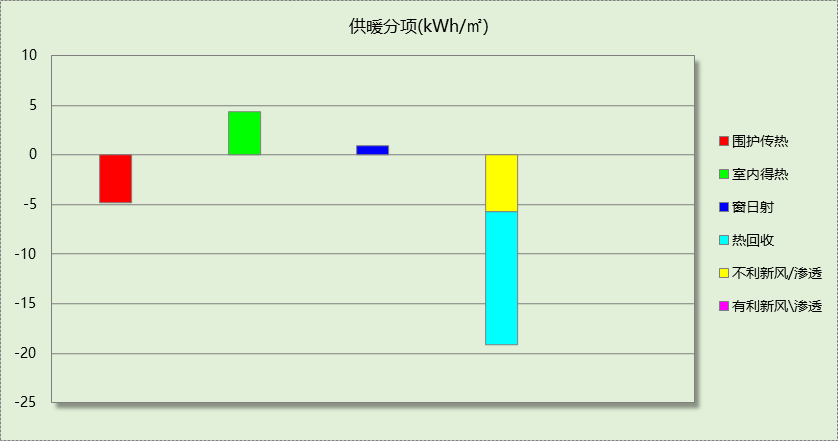 供暖分项(kWh/㎡)
10
5
0
-5
-10
-15
-20
-25
围护传热
室内得热
窗日射
热回收
不利新风/渗透
有利新风\渗透